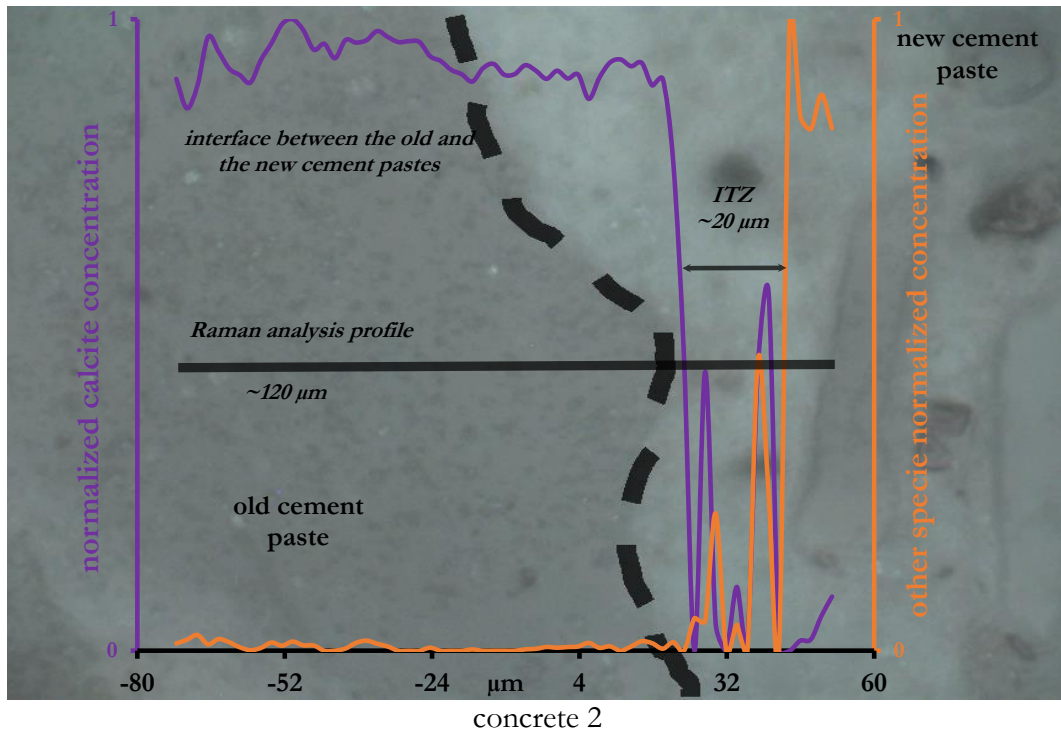 1
1
new cement
paste
interface between the old and
the new cement pastes
ITZ
~20 µm
normalized calcite concentration
other specie normalized concentration
Raman analysis profile
~120 µm
old cement
paste
0
0
-80
-52
-24
µm
4
32
60
concrete 2